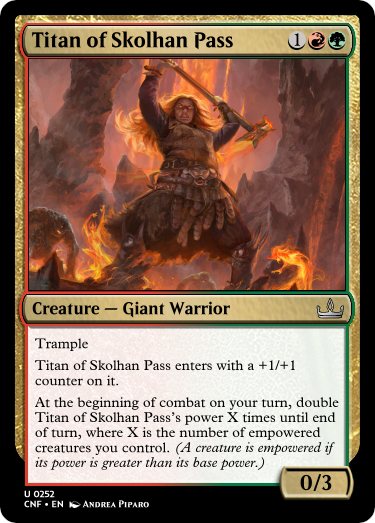 Titan of Skolhan Pass 1
Creature — Giant Warrior
Trample
Titan of Skolhan Pass enters with a +1/+1
counter on it.
At the beginning of combat on your turn, double
Titan of Skolhan Pass's power X times until end
of turn, where X is the number of empowered
creatures you control. (A creature is empowered if
its power is greater than its base power.)
0/3
U 0252
CNF • EN Andrea Piparo